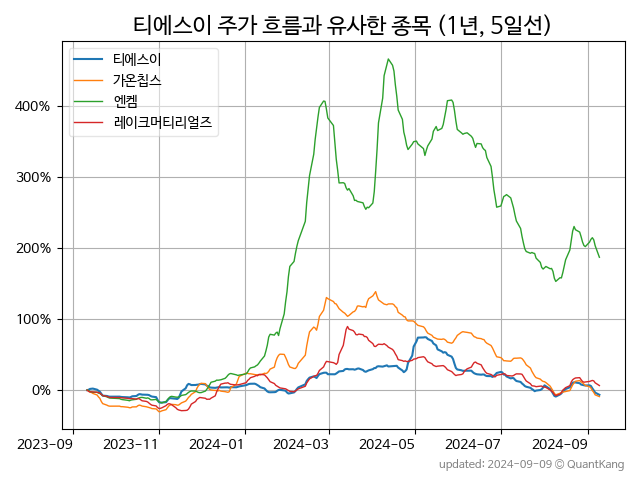 티에스이 주가 흐름과 유사한 종목 (1년, 5일선)
티에스이
가온칩스
엔켐
레이크머티리얼즈
400%
300%
200%
100%
0%
2023-09 2023-11 2024-01 2024-03 2024-05 2024-07 2024-09
updated: 2024-09-09 © QuantKang